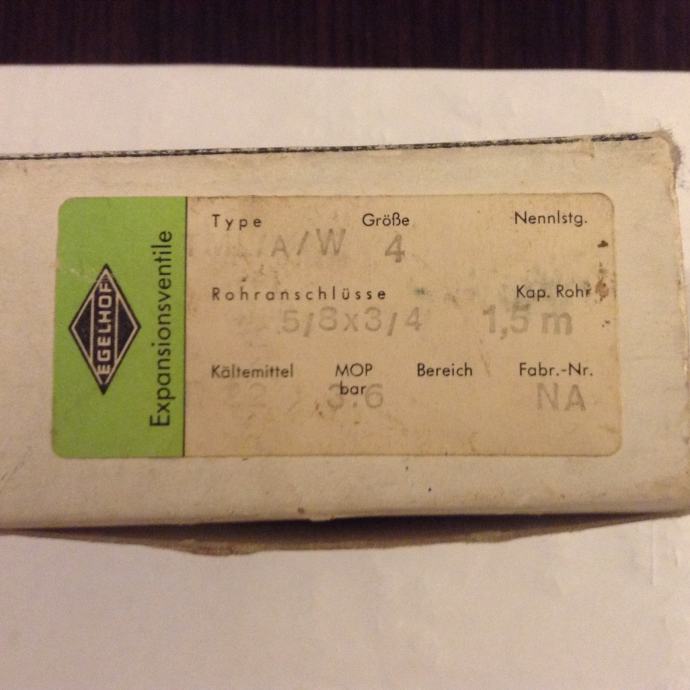 EGELHOF
Expansionsventile
Type Größe Nennlstg.
/A/W 4
Rohranschlüsse Kap. Rohr
5/8x3/4 1,5 m
Kältemittel MOP bar Bereich Fabr.-Nr.
22 3.6 NA